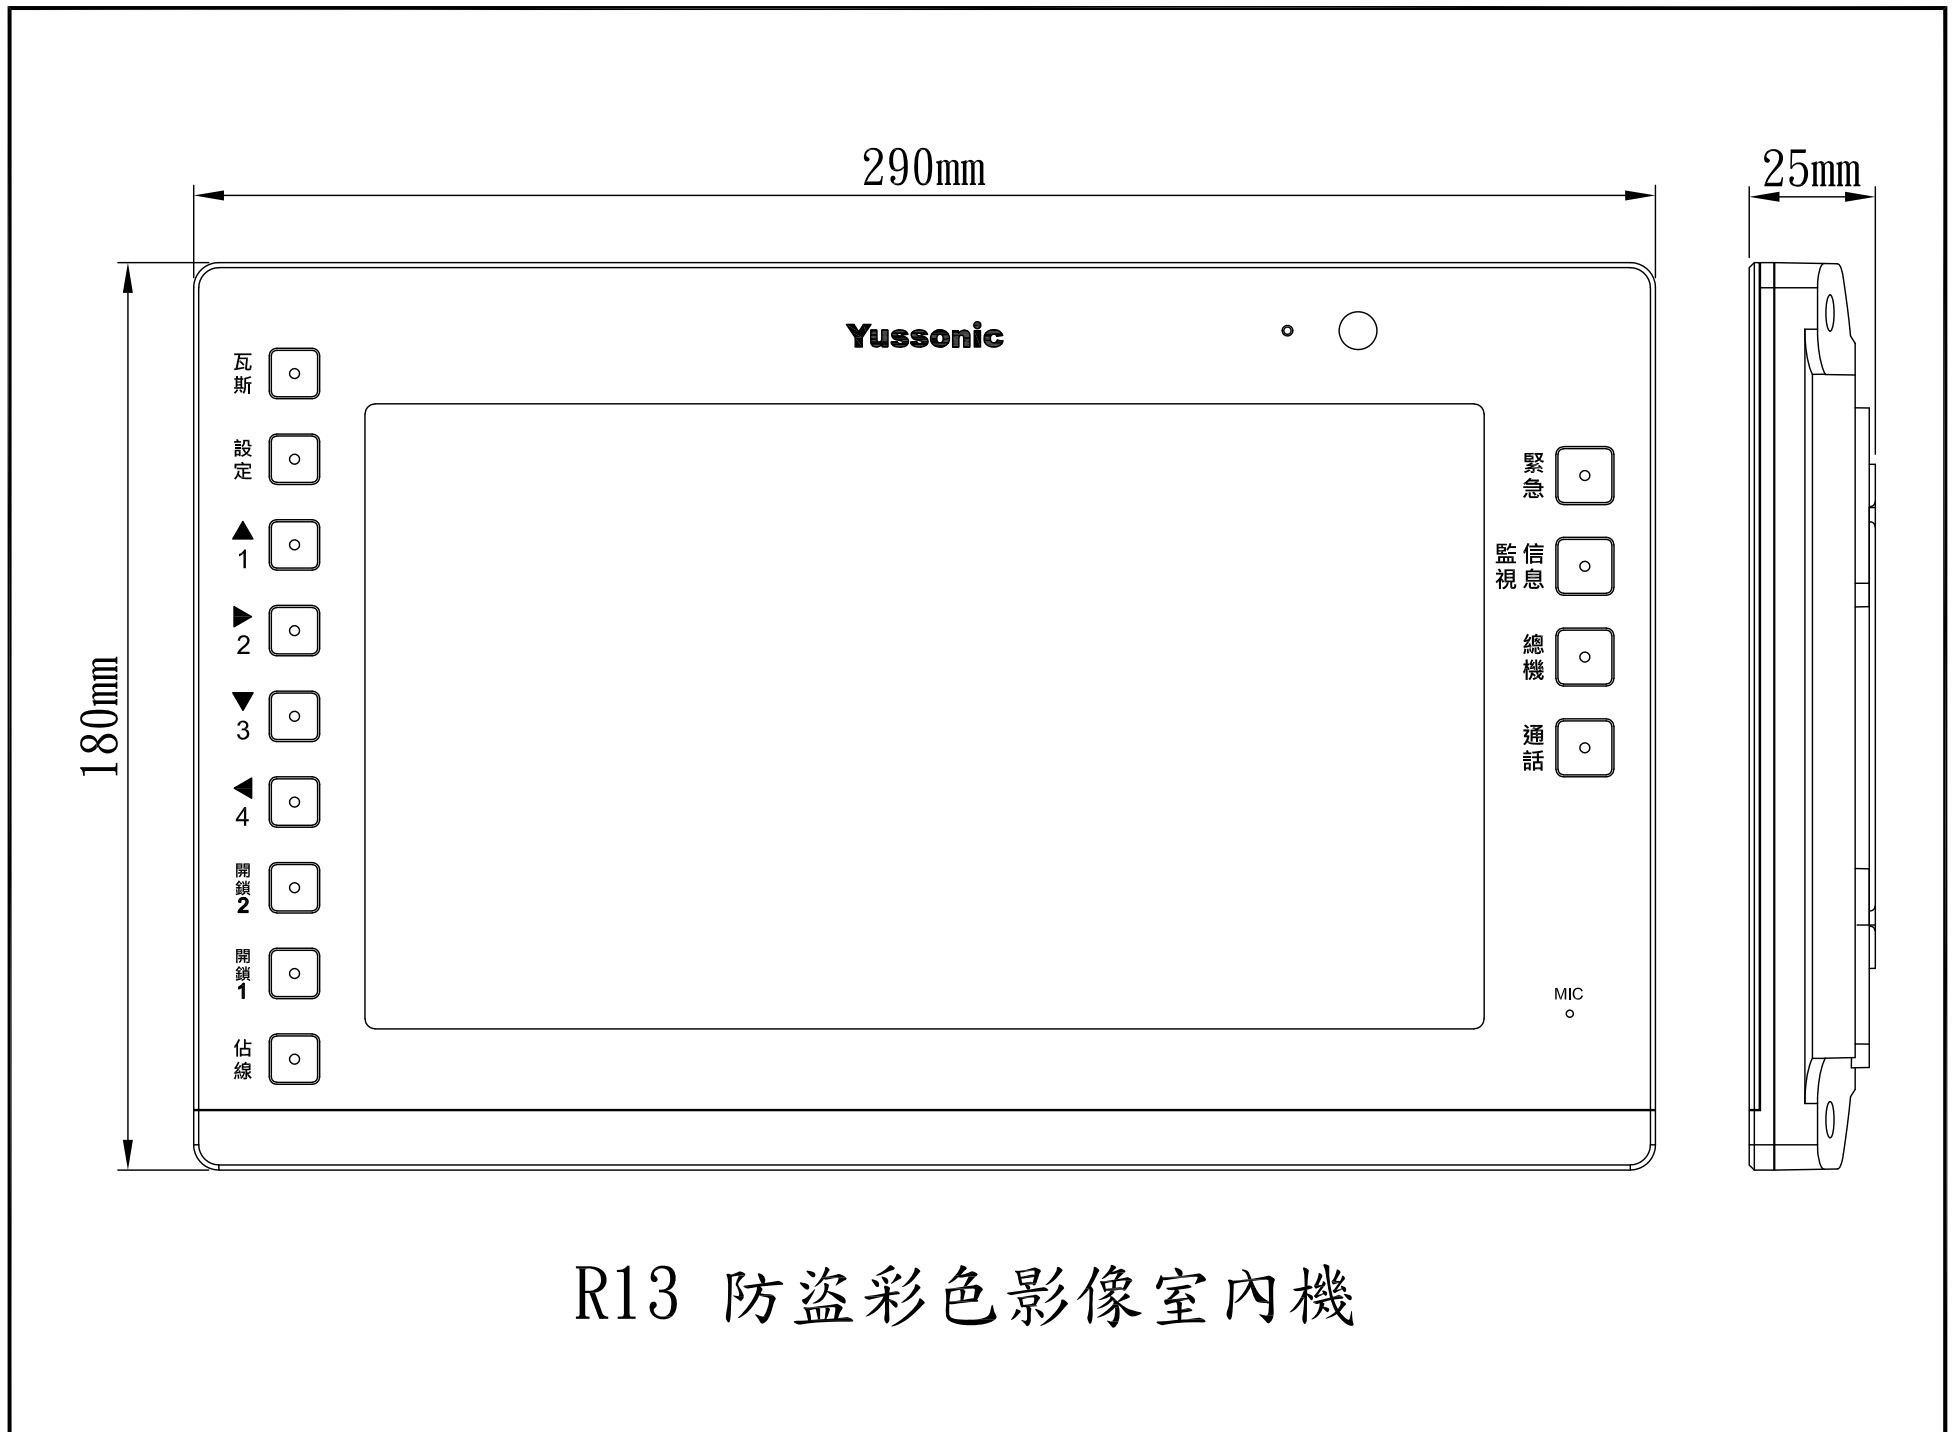 290mm
25mm
180mm
Yussonic
瓦斯
設定
▲
1
▶
2
▼
3
◀
4
開鎖2
開鎖1
佔線
緊急
信息
監視
總機
通話
MIC
R13 防盜彩色影像室內機